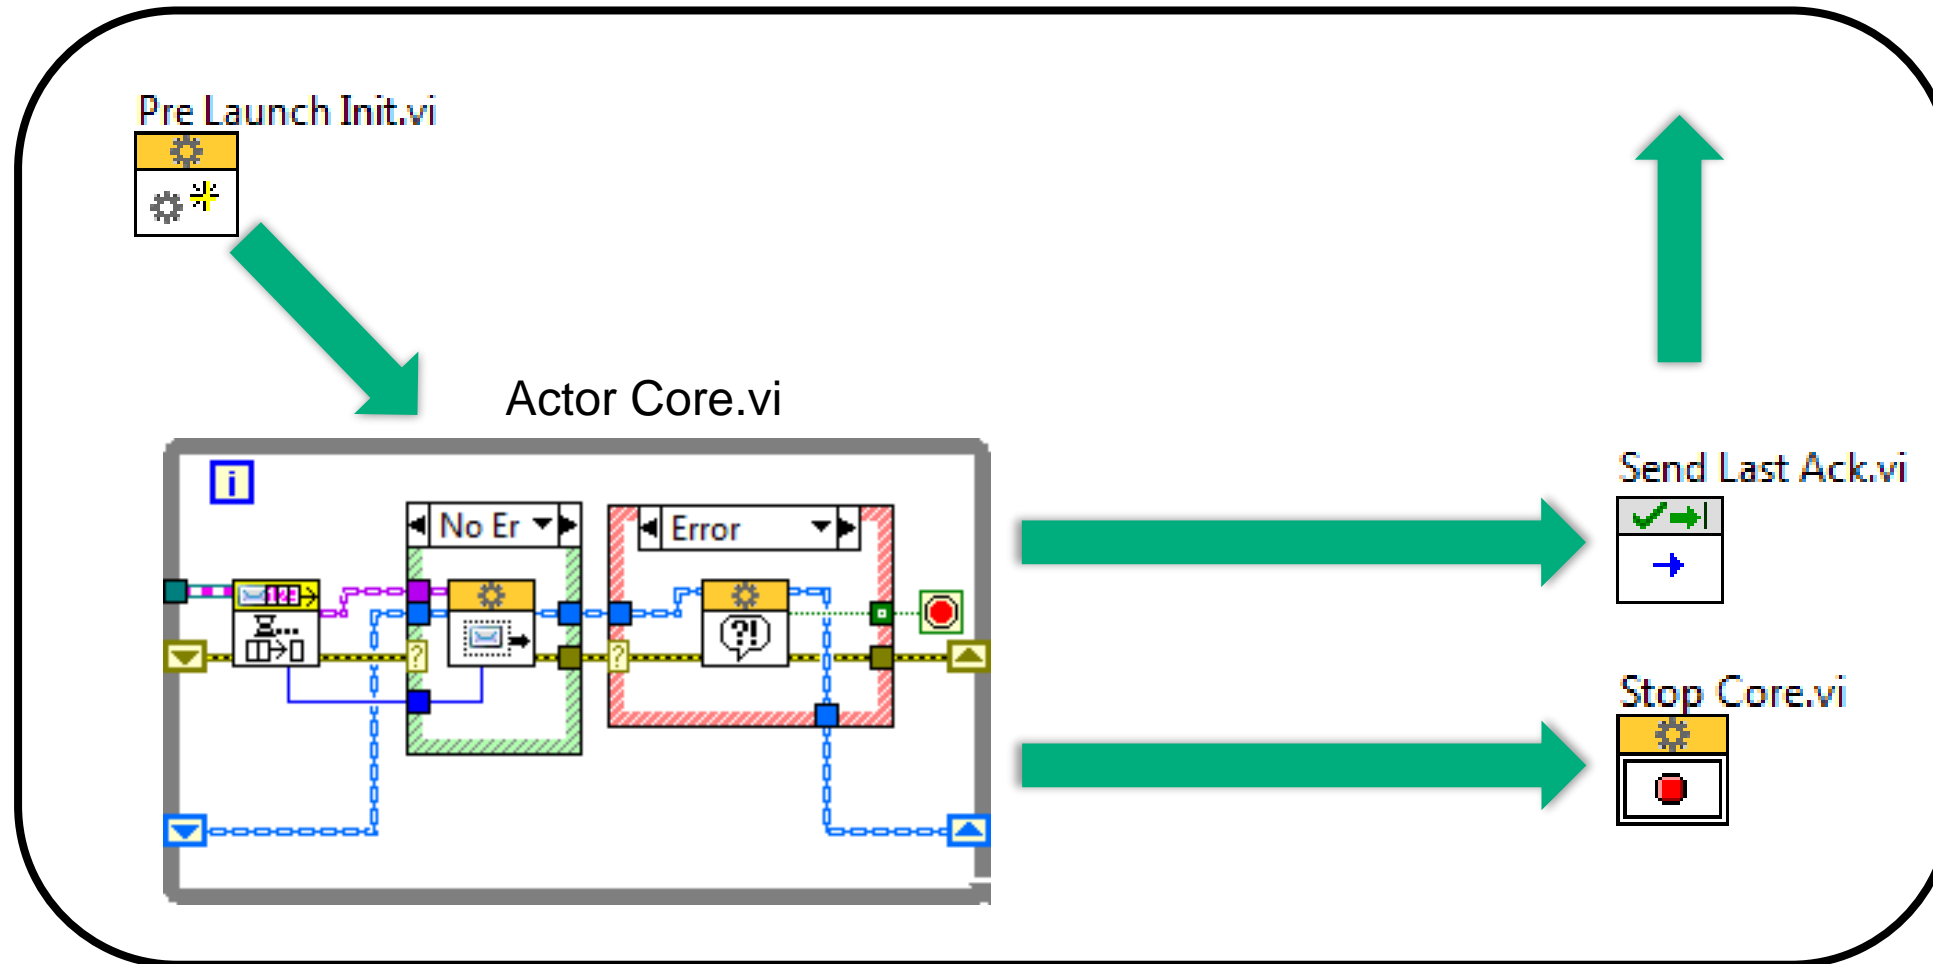 Pre Launch Init.vi
Actor Core.vi
i
No Er
Error
?
?
?!
Send Last Ack.vi
Stop Core.vi